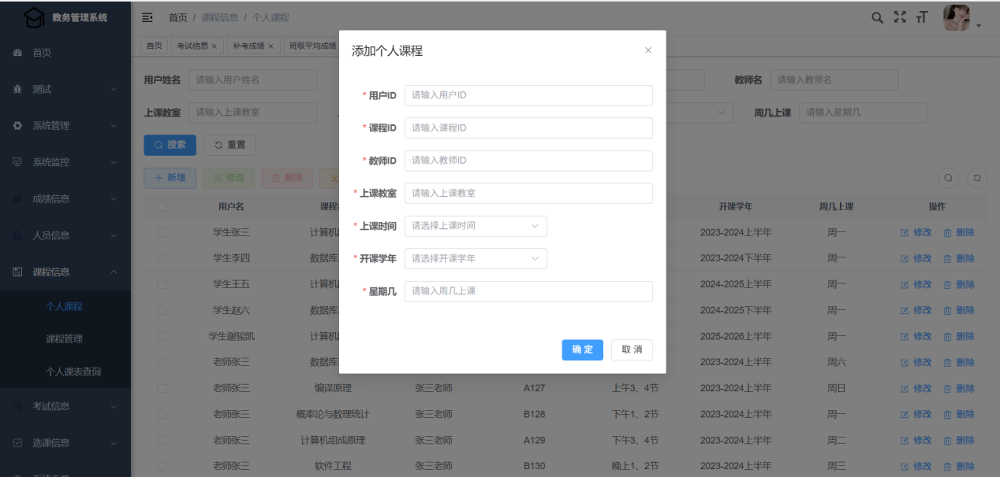 教务管理系统
首页 / 课程信息 / 个人课程
首页 考试信息 × 补考成绩 × 班级平均成绩
首页
测试
系统管理
系统监控
成绩信息
人员信息
课程信息
个人课程
课程管理
个人课表查询
考试信息
选课信息
用户姓名 请输入用户姓名 教师名 请输入教师名
上课教室 请输入上课教室 周几上课 请输入星期几
搜索 重置
新增 修改 删除
添加个人课程
* 用户ID 请输入用户ID
* 课程ID 请输入课程ID
* 教师ID 请输入教师ID
* 上课教室 请输入上课教室
* 上课时间 请选择上课时间
* 开课学年 请选择开课学年
* 星期几 请输入周几上课
确 定 取 消
用户名 开课学年 周几上课 操作
学生张三 计算机 2023-2024上半年 周一 修改 删除
学生李四 数据库 2023-2024下半年 周一 修改 删除
学生王五 计算机 2024-2025上半年 周一 修改 删除
学生赵六 数据库 2024-2025下半年 周一 修改 删除
学生谢骏凯 计算机 2025-2026上半年 周一 修改 删除
老师张三 数据库 2023-2024上半年 周六 修改 删除
老师张三 编译原理 张三老师 A127 上午3、4节 2023-2024上半年 周日 修改 删除
老师张三 概率论与数理统计 张三老师 B128 下午1、2节 2023-2024上半年 周一 修改 删除
老师张三 计算机组成原理 张三老师 A129 下午3、4节 2023-2024上半年 周二 修改 删除
老师张三 软件工程 张三老师 B130 晚上1、2节 2023-2024上半年 周三 修改 删除